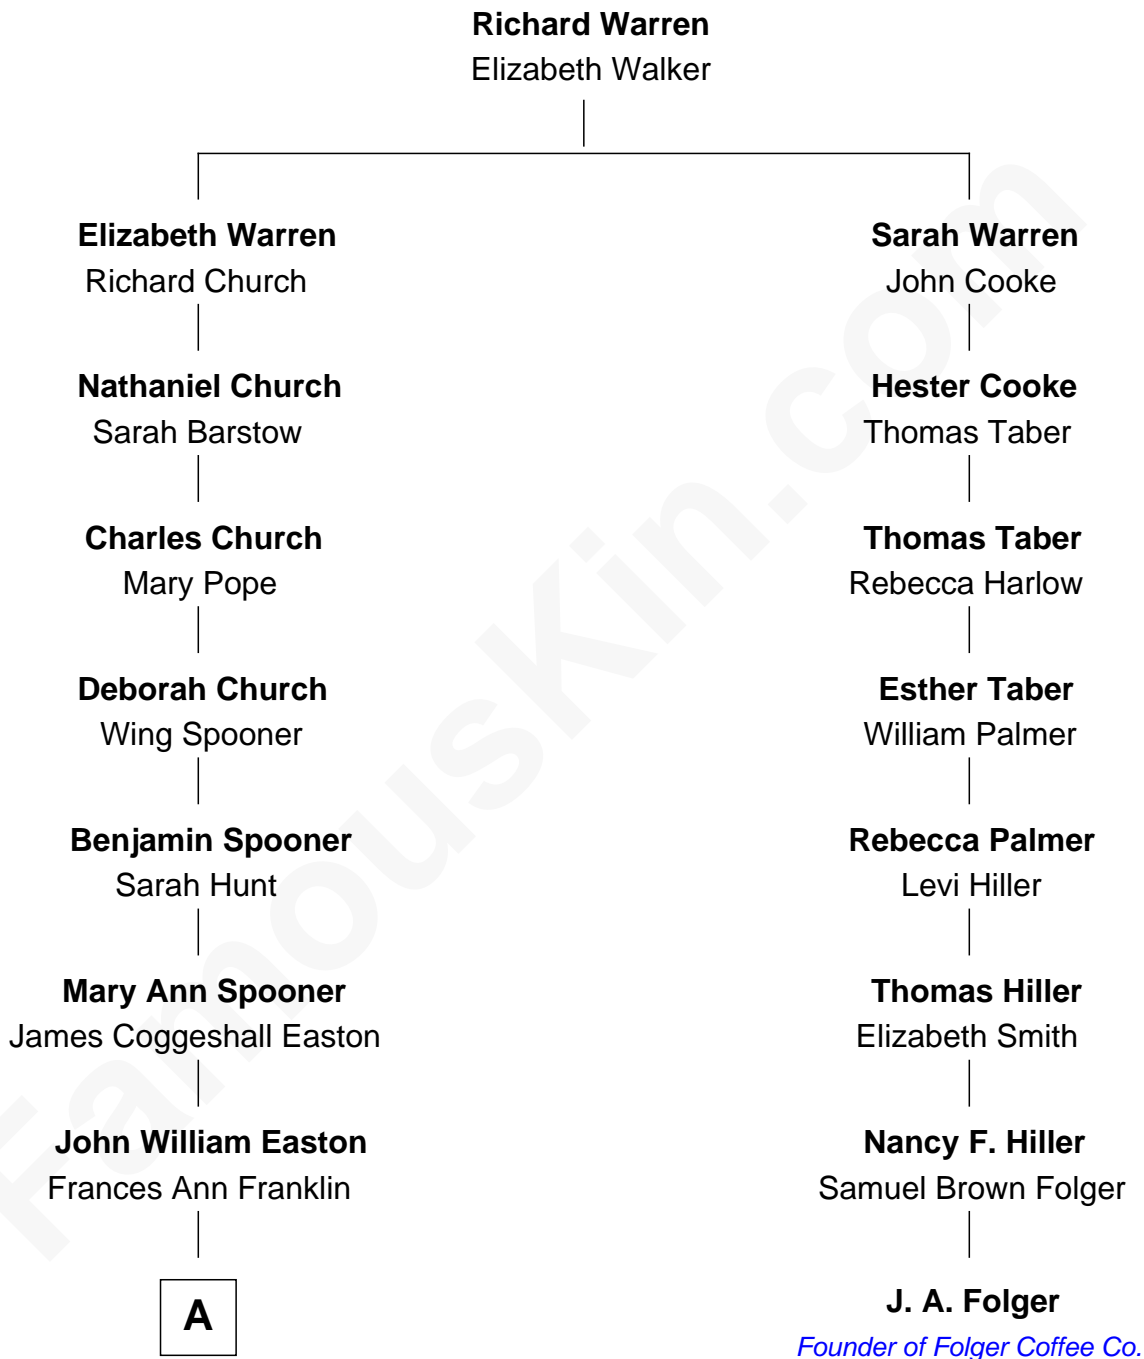 Richard Warren
Elizabeth Walker
Elizabeth Warren
Richard Church
Sarah Warren
John Cooke
Nathaniel Church
Sarah Barstow
Hester Cooke
Thomas Taber
Charles Church
Mary Pope
Thomas Taber
Rebecca Harlow
Deborah Church
Wing Spooner
Esther Taber
William Palmer
Benjamin Spooner
Sarah Hunt
Rebecca Palmer
Levi Hiller
Mary Ann Spooner
James Coggeshall Easton
Thomas Hiller
Elizabeth Smith
John William Easton
Frances Ann Franklin
Nancy F. Hiller
Samuel Brown Folger
A
J. A. Folger
Founder of Folger Coffee Co.
FamousKin.com